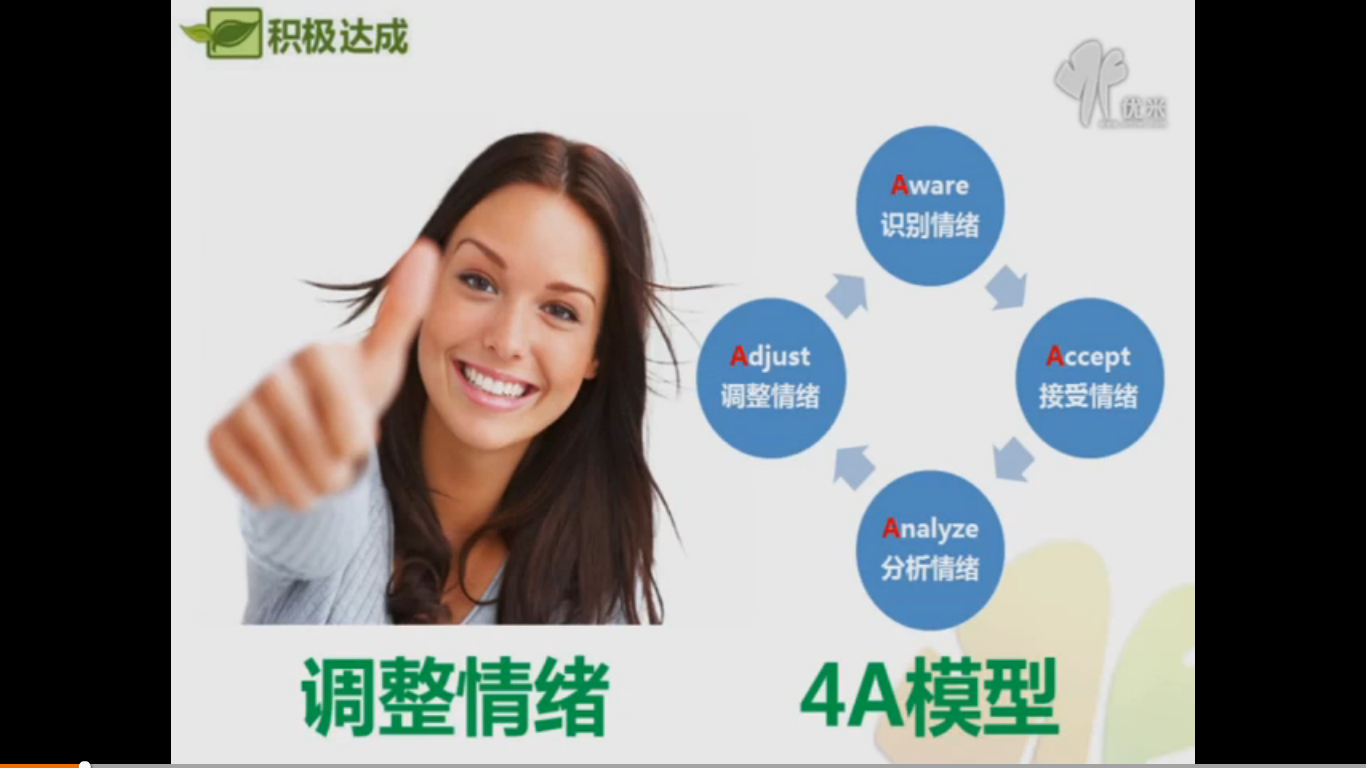 积极达成
优米
Aware
识别情绪
Adjust
调整情绪
Accept
接受情绪
Analyze
分析情绪
调整情绪
4A模型